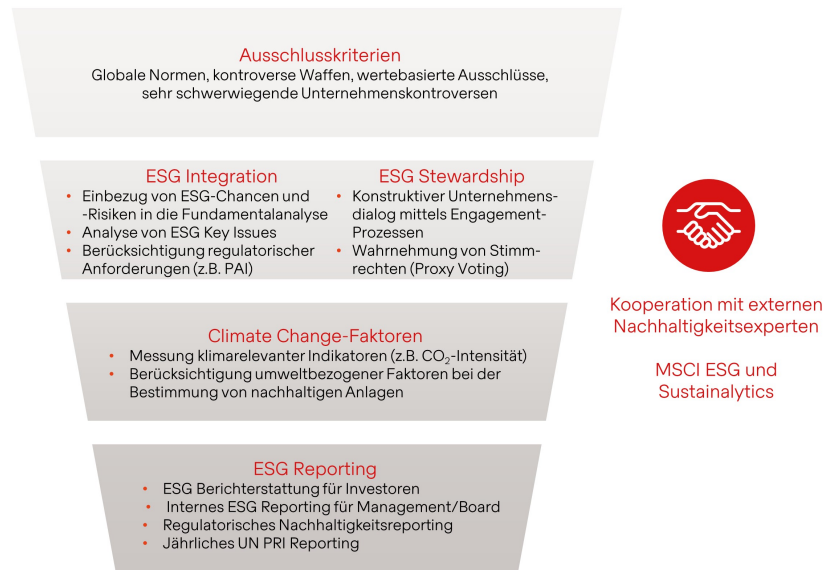 Ausschlusskriterien
Globale Normen, kontroverse Waffen, wertebasierte Ausschlüsse,
sehr schwerwiegende Unternehmenskontroversen
ESG Integration
• Einbezug von ESG-Chancen und
-Risiken in die Fundamentalanalyse
• Analyse von ESG Key Issues
• Berücksichtigung regulatorischer
Anforderungen (z.B. PAI)
ESG Stewardship
• Konstruktiver Unternehmens-
dialog mittels Engagement-
Prozessen
• Wahrnehmung von Stimm-
rechten (Proxy Voting)
Climate Change-Faktoren
• Messung klimarelevanter Indikatoren (z.B. CO₂-Intensität)
• Berücksichtigung umweltbezogener Faktoren bei der
Bestimmung von nachhaltigen Anlagen
ESG Reporting
• ESG Berichterstattung für Investoren
• Internes ESG Reporting für Management/Board
• Regulatorisches Nachhaltigkeitsreporting
• Jährliches UN PRI Reporting
Kooperation mit externen
Nachhaltigkeitsexperten
MSCI ESG und
Sustainalytics